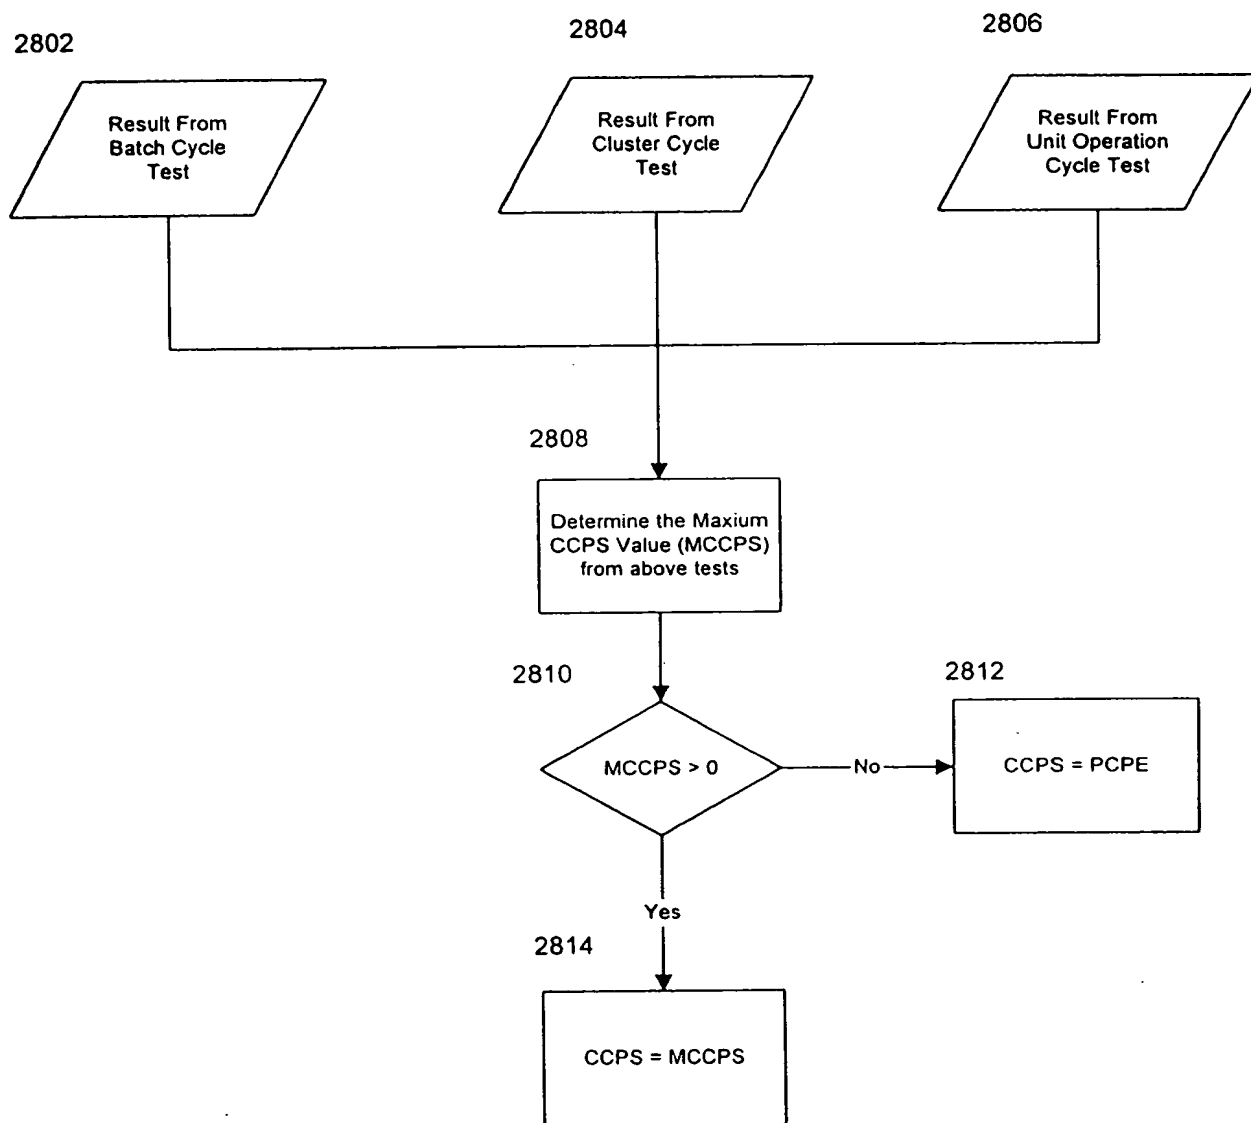 2802
2804
2806
Result From
Batch Cycle
Test
Result From
Cluster Cycle
Test
Result From
Unit Operation
Cycle Test
2808
Determine the Maxium
CCPS Value (MCCPS)
from above tests
2810
2812
MCCPS > 0
No
CCPS = PCPE
Yes
2814
CCPS = MCCPS